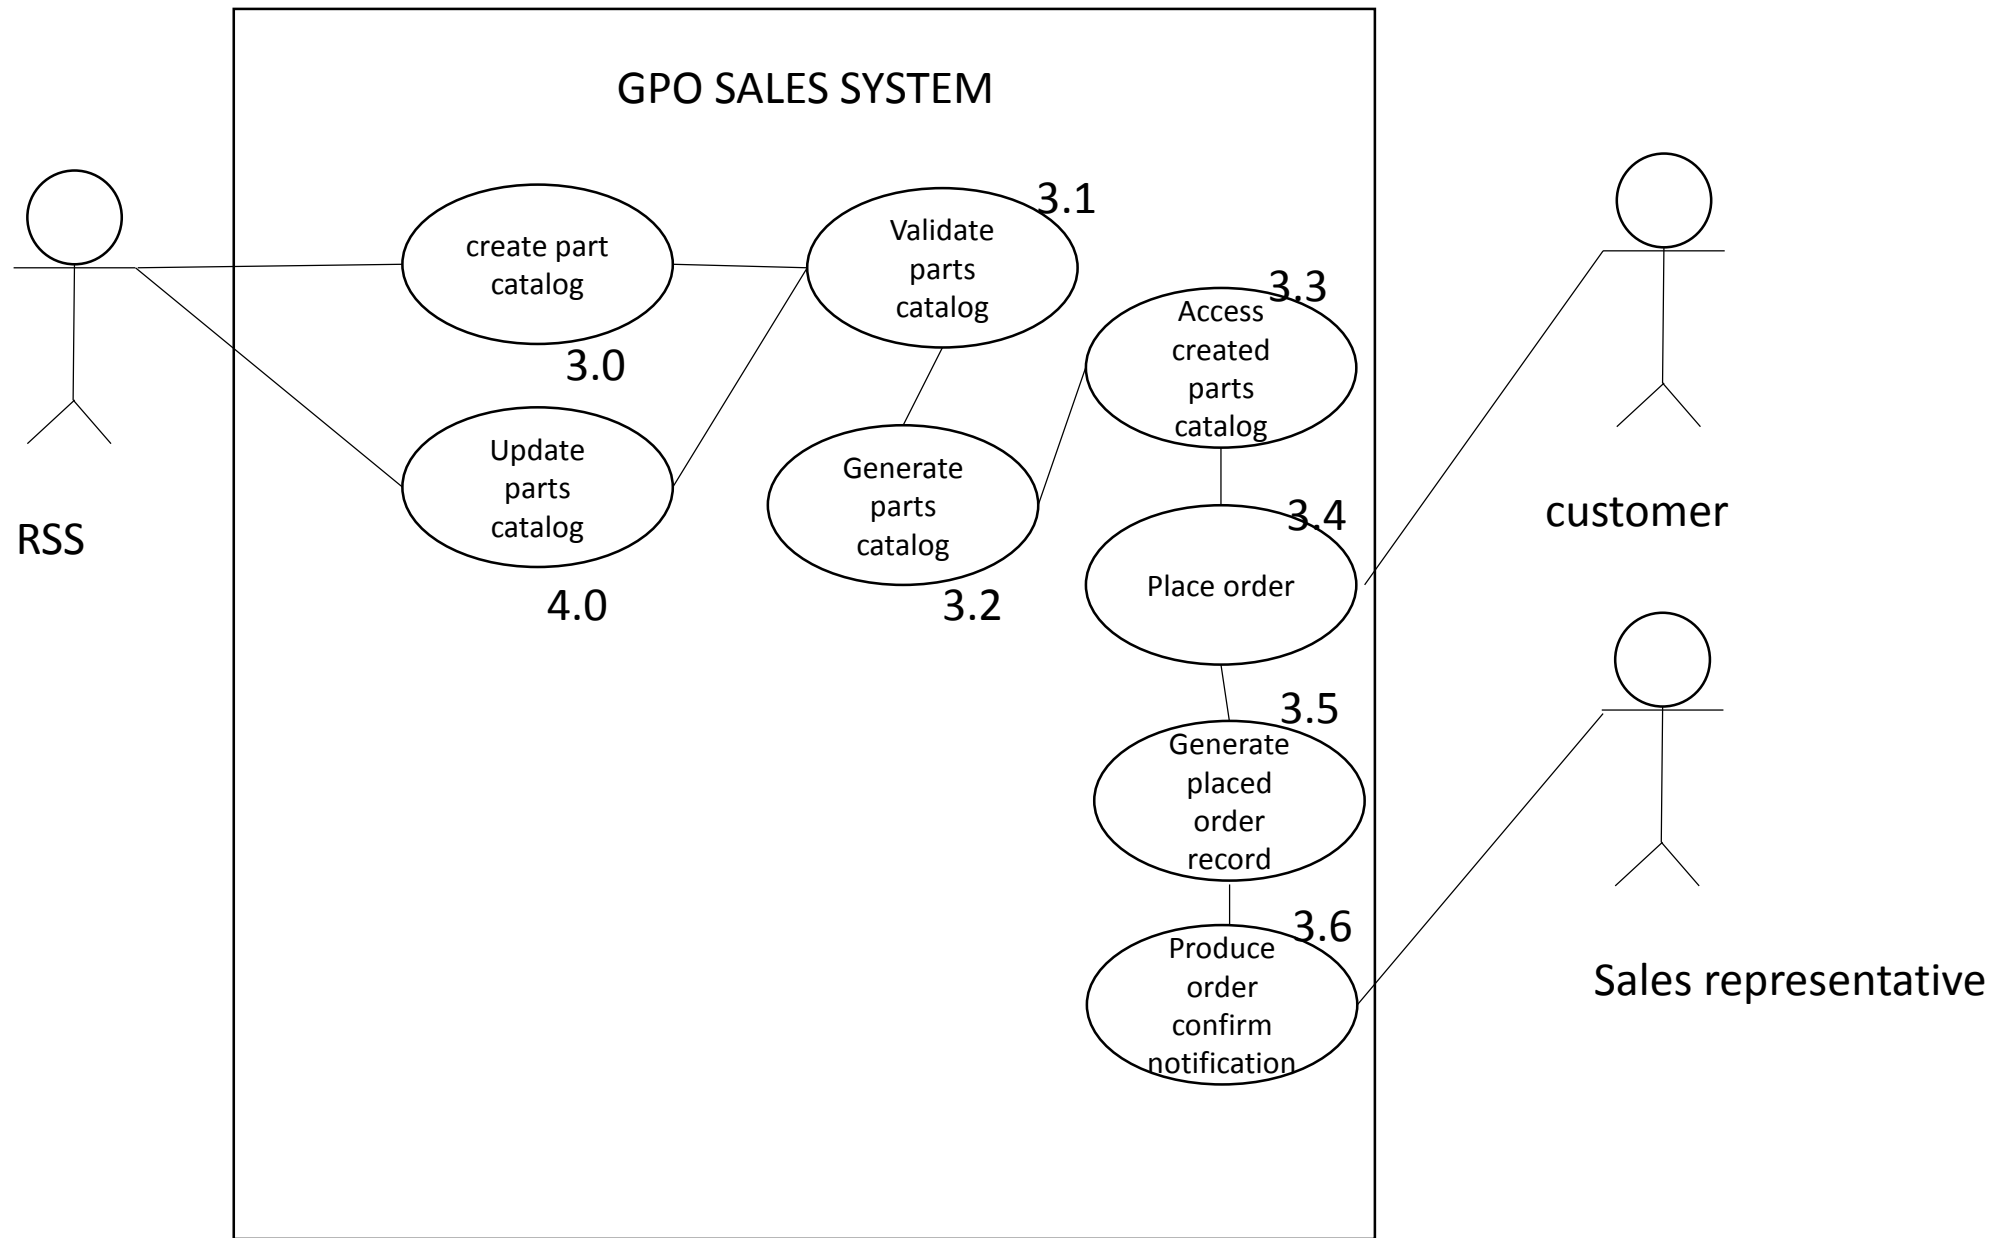 GPO SALES SYSTEM
create part
catalog
3.0
Validate
parts
catalog
3.1
Access
created
parts
catalog
3.3
Update
parts
catalog
4.0
Generate
parts
catalog
3.2
Place order
3.4
Generate
placed
order
record
3.5
Produce
order
confirm
notification
3.6
RSS
customer
Sales representative